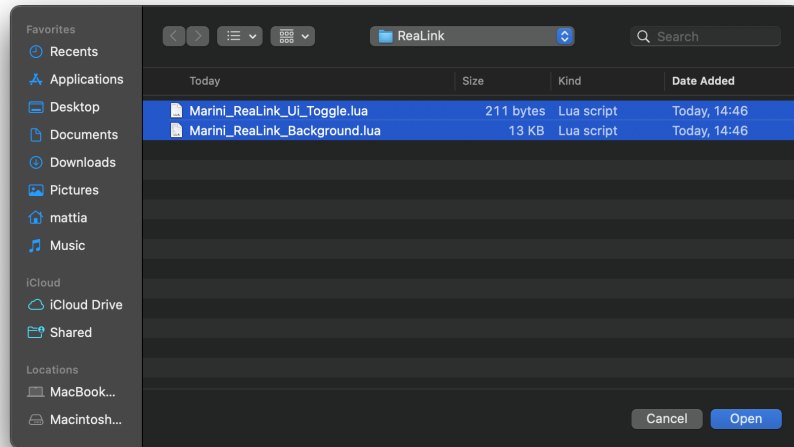 Favorites
Recents
Applications
Desktop
Documents
Downloads
Pictures
mattia
Music
iCloud
iCloud Drive
Shared
Locations
MacBook...
Macintosh...
ReaLink
Search
Today Size Kind Date Added
Marini_ReaLink_Ui_Toggle.lua 211 bytes Lua script Today, 14:46
Marini_ReaLink_Background.lua 13 KB Lua script Today, 14:46
Cancel Open